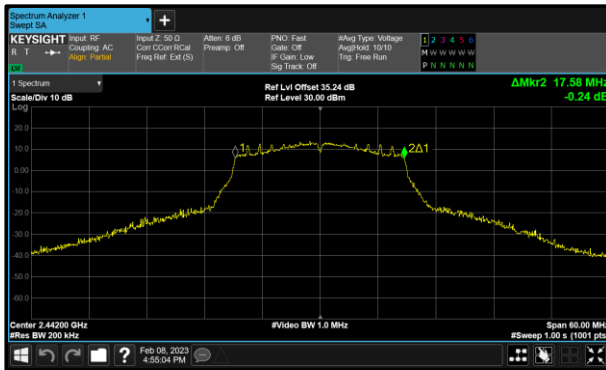 Spectrum Analyzer 1
Swept SA
KEYSIGHT
R T
LW
Input: RF
Coupling: AC
Align: Partial
Input Z: 50 Ω
Corr CCorr RCal
Freq Ref: Ext (S)
Atten: 6 dB
Preamp: Off
PNO: Fast
Gate: Off
IF Gain: Low
Sig Track: Off
#Avg Type: Voltage
Avg|Hold: 10/10
Trig: Free Run
1 2 3 4 5 6
M W W W W W
P N N N N N
1 Spectrum
Scale/Div 10 dB
Log
Ref Lvl Offset 35.24 dB
Ref Level 30.00 dBm
ΔMkr2 17.58 MHz
-0.24 dB
20.0
10.0
0.00
-10.0
-20.0
-30.0
-40.0
-50.0
-60.0
1
2Δ1
Center 2.44200 GHz
#Res BW 200 kHz
#Video BW 1.0 MHz
Span 60.00 MHz
#Sweep 1.00 s (1001 pts)
?
Feb 08, 2023
4:55:04 PM